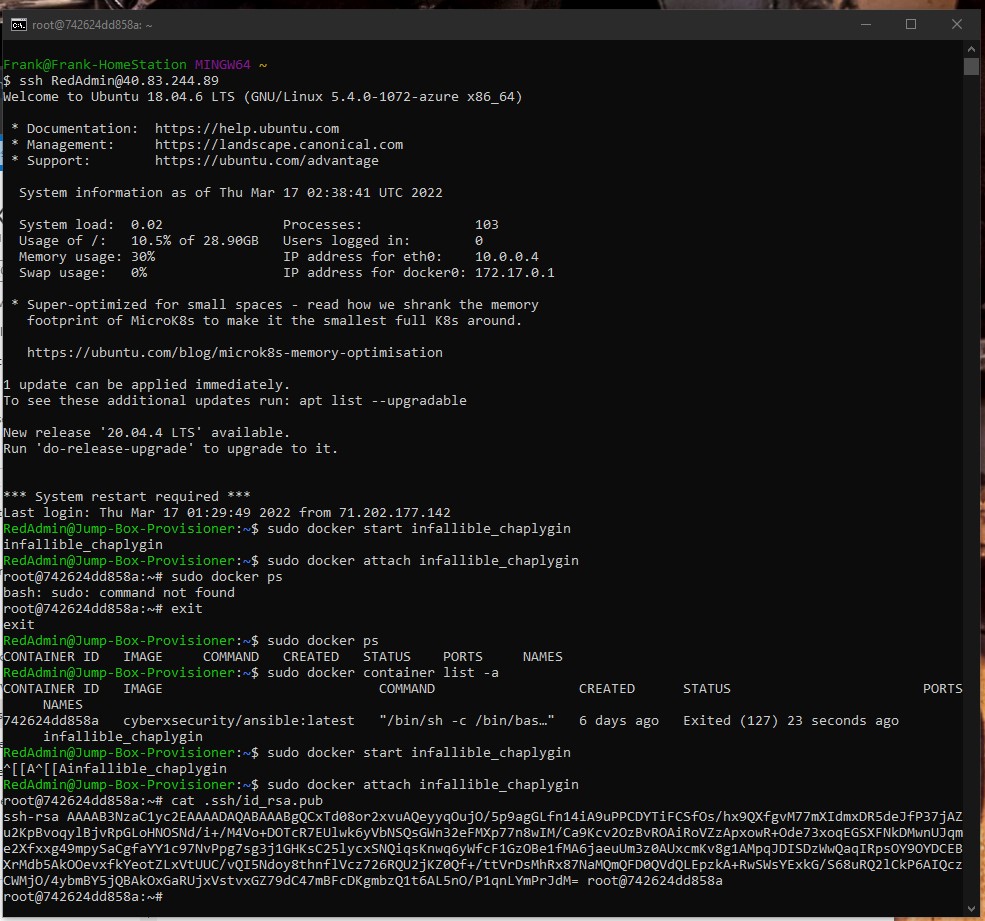 root@742624dd858a: ~
Frank@Frank-HomeStation MINGW64 ~
$ ssh RedAdmin@40.83.244.89
Welcome to Ubuntu 18.04.6 LTS (GNU/Linux 5.4.0-1072-azure x86_64)
* Documentation:  https://help.ubuntu.com
* Management:     https://landscape.canonical.com
* Support:        https://ubuntu.com/advantage
System information as of Thu Mar 17 02:38:41 UTC 2022
System load:  0.02               Processes:              103
Usage of /:   10.5% of 28.90GB   Users logged in:        0
Memory usage: 30%                IP address for eth0:    10.0.0.4
Swap usage:   0%                 IP address for docker0: 172.17.0.1
* Super-optimized for small spaces - read how we shrank the memory
footprint of MicroK8s to make it the smallest full K8s around.
https://ubuntu.com/blog/microk8s-memory-optimisation
1 update can be applied immediately.
To see these additional updates run: apt list --upgradable
New release '20.04.4 LTS' available.
Run 'do-release-upgrade' to upgrade to it.
*** System restart required ***
Last login: Thu Mar 17 01:29:49 2022 from 71.202.177.142
RedAdmin@Jump-Box-Provisioner:~$ sudo docker start infallible_chaplygin
infallible_chaplygin
RedAdmin@Jump-Box-Provisioner:~$ sudo docker attach infallible_chaplygin
root@742624dd858a:~# sudo docker ps
bash: sudo: command not found
root@742624dd858a:~# exit
exit
RedAdmin@Jump-Box-Provisioner:~$ sudo docker ps
CONTAINER ID   IMAGE     COMMAND   CREATED   STATUS    PORTS     NAMES
RedAdmin@Jump-Box-Provisioner:~$ sudo docker container list -a
CONTAINER ID   IMAGE                           COMMAND                  CREATED      STATUS                        PORTS
NAMES
742624dd858a   cyberxsecurity/ansible:latest   "/bin/sh -c /bin/bas…"   6 days ago   Exited (127) 23 seconds ago
infallible_chaplygin
RedAdmin@Jump-Box-Provisioner:~$ sudo docker start infallible_chaplygin
^[[A^[[Ainfallible_chaplygin
RedAdmin@Jump-Box-Provisioner:~$ sudo docker attach infallible_chaplygin
root@742624dd858a:~# cat .ssh/id_rsa.pub
ssh-rsa AAAAB3NzaC1yc2EAAAADAQABAAABgQCxTd08or2xvuAQeyyqOujO/5p9agGLfn14iA9uPPCDYTiFCSfOs/hx9QXfgvM77mXIdmxDR5deJfP37jAZ
u2KpBvoqylBjvRpGLoHNOSNd/i+/M4Vo+DOTcR7EUlwk6yVbNSQsGWn32eFMXp77n8wIM/Ca9Kcv2OzBvROAiRoVZzApxowR+Ode73xoqEGSXFNkDMwnUJqm
e2Xfxxg49mpySaCgfaYY1c97NvPpg7sg3j1GHKsC25lycxSNQiqsKnwq6yWfcF1GzOBe1fMA6jaeuUm3z0AUxcmKv8g1AMpqJDISDzWwQaqIRpsOY9OYDCEB
XrMdb5AkOOevxfkYeotZLxVtUUC/vQI5Ndoy8thnflVcz726RQU2jKZ0Qf+/ttVrDsMhRx87NaMQmQFD0QVdQLEpzkA+RwSWsYExkG/S68uRQ2lCkP6AIQcz
CWMjO/4ybmBY5jQBAkOxGaRUjxVstvxGZ79dC47mBFcDKgmbzQ1t6AL5nO/P1qnLYmPrJdM= root@742624dd858a
root@742624dd858a:~#